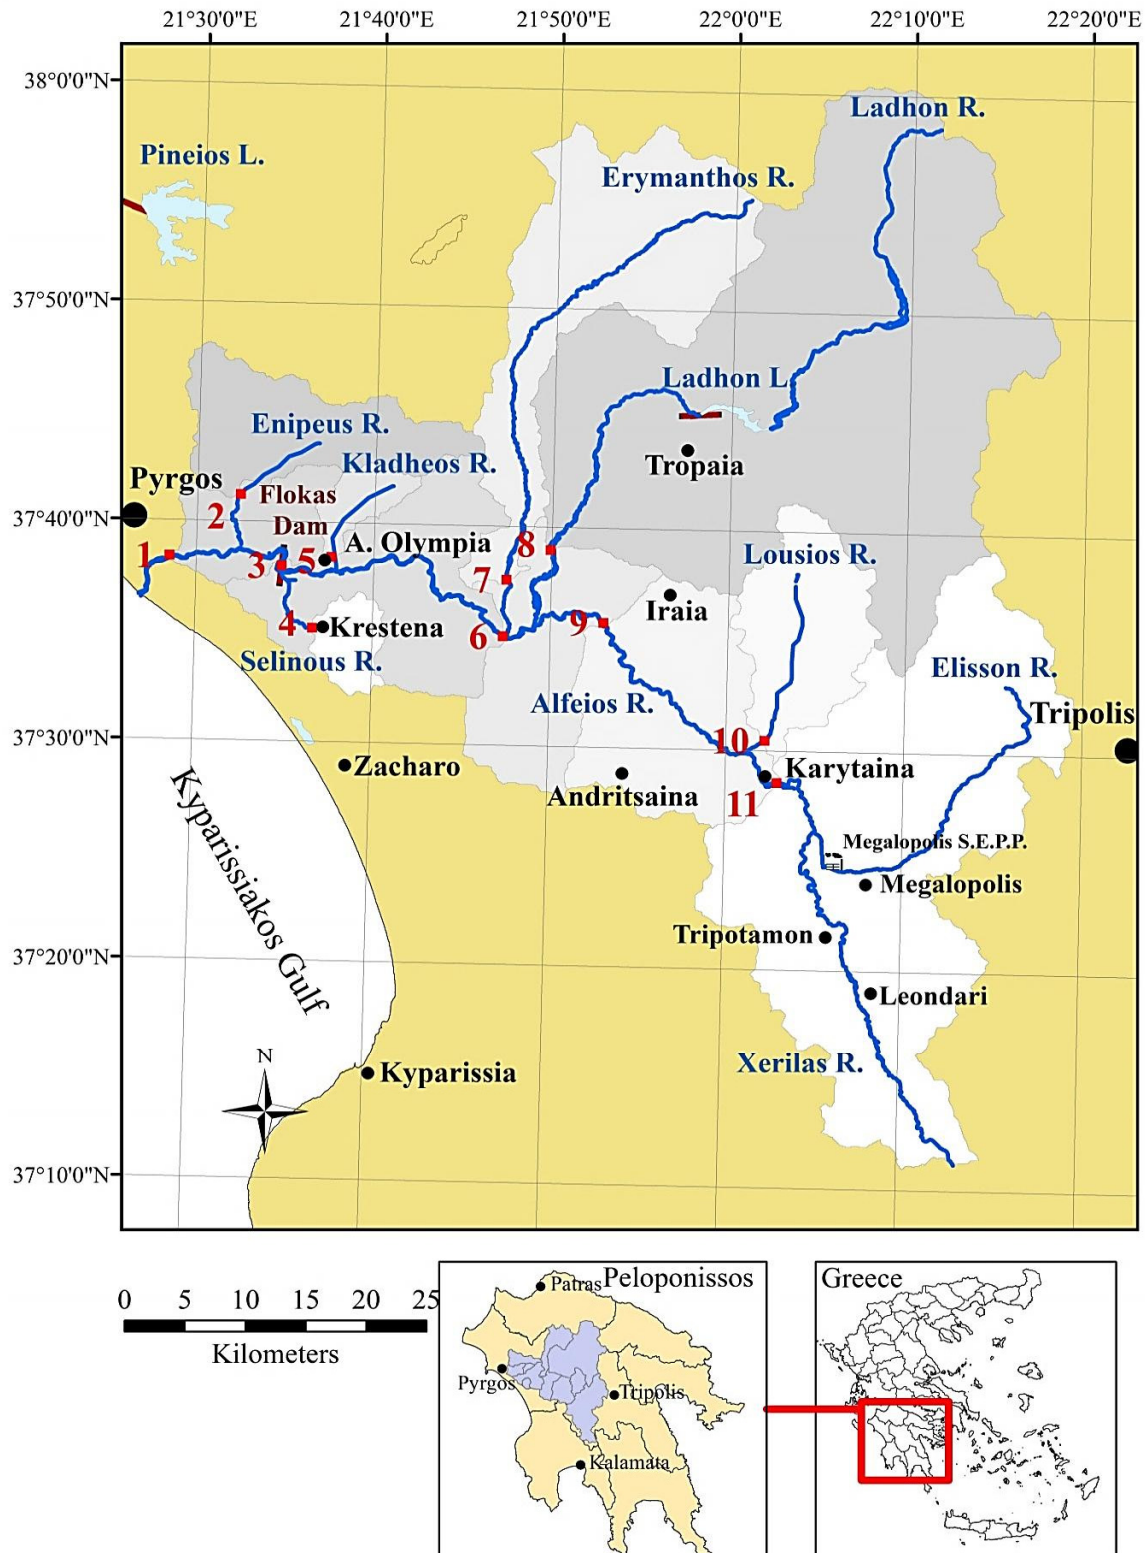 21°30'0"E
21°40'0"E
21°50'0"E
22°0'0"E
22°10'0"E
22°20'0"E
38°0'0"N
Ladhon R.
Pineios L.
Erymanthos R.
37°50'0"N
Ladhon L.
Enipeus R.
Tropaia
Kladheos R.
Pyrgos
Flokas
Dam
2
37°40'0"N
1
3
5
A. Olympia
8
Lousios R.
7
Iraia
4
Krestena
6
9
Selinous R.
Elisson R.
Alfeios R.
Tripolis
37°30'0"N
10
Zacharo
Karytaina
Andritsaina
11
Megalopolis S.E.P.P.
Megalopolis
Kyparissiakos Gulf
Tripotamon
37°20'0"N
Leondari
Xerilas R.
N
Kyparissia
37°10'0"N
0 5 10 15 20 25
Kilometers
Peloponissos
Patras
Pyrgos
Tripolis
Kalamata
Greece